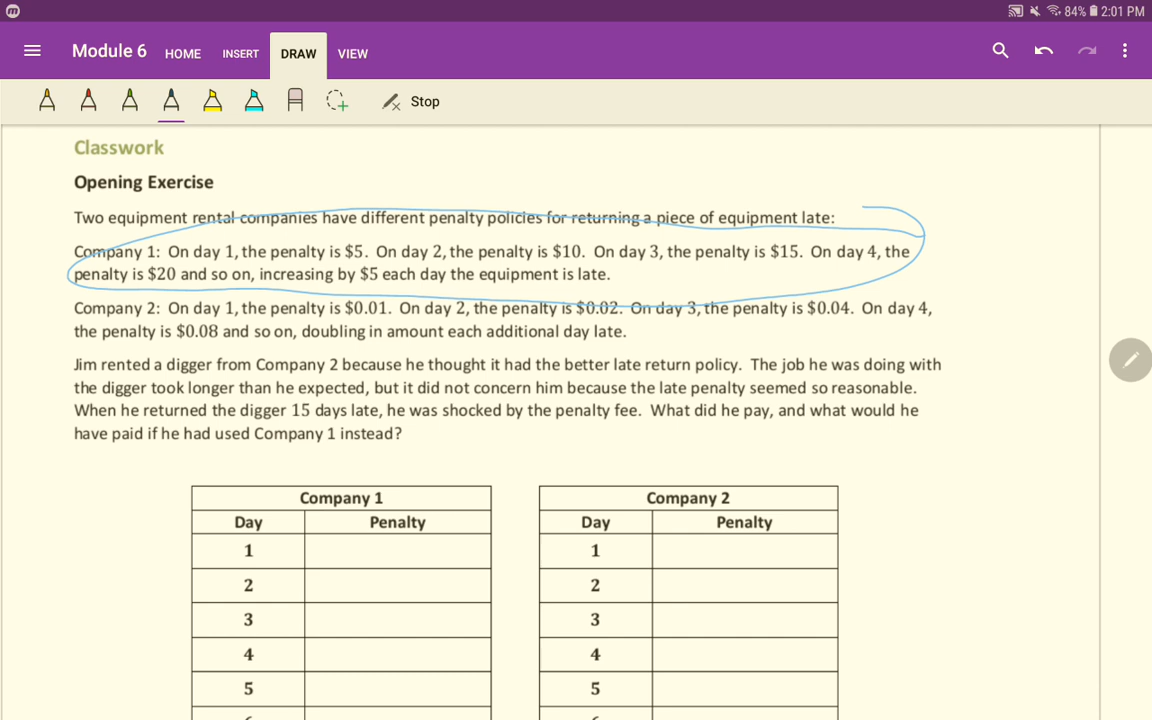 m
84% 2:01 PM
Module 6 HOME INSERT DRAW VIEW
Stop
Classwork
Opening Exercise
Two equipment rental companies have different penalty policies for returning a piece of equipment late:
Company 1: On day 1, the penalty is $5. On day 2, the penalty is $10. On day 3, the penalty is $15. On day 4, the
penalty is $20 and so on, increasing by $5 each day the equipment is late.
Company 2: On day 1, the penalty is $0.01. On day 2, the penalty is $0.02. On day 3, the penalty is $0.04. On day 4,
the penalty is $0.08 and so on, doubling in amount each additional day late.
Jim rented a digger from Company 2 because he thought it had the better late return policy. The job he was doing with
the digger took longer than he expected, but it did not concern him because the late penalty seemed so reasonable.
When he returned the digger 15 days late, he was shocked by the penalty fee. What did he pay, and what would he
have paid if he had used Company 1 instead?
Company 1 Company 2
Day Penalty Day Penalty
1 1
2 2
3 3
4 4
5 5